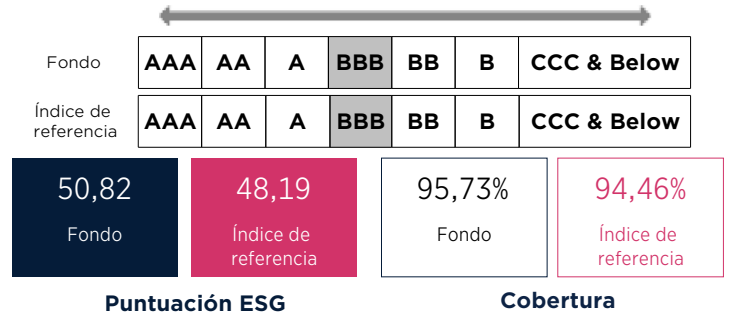 Fondo AAA AA A BBB BB B CCC & Below
Índice de
referencia
AAA AA A BBB BB B CCC & Below
50,82
Fondo
48,19
Índice de
referencia
95,73%
Fondo
94,46%
Índice de
referencia
Puntuación ESG
Cobertura